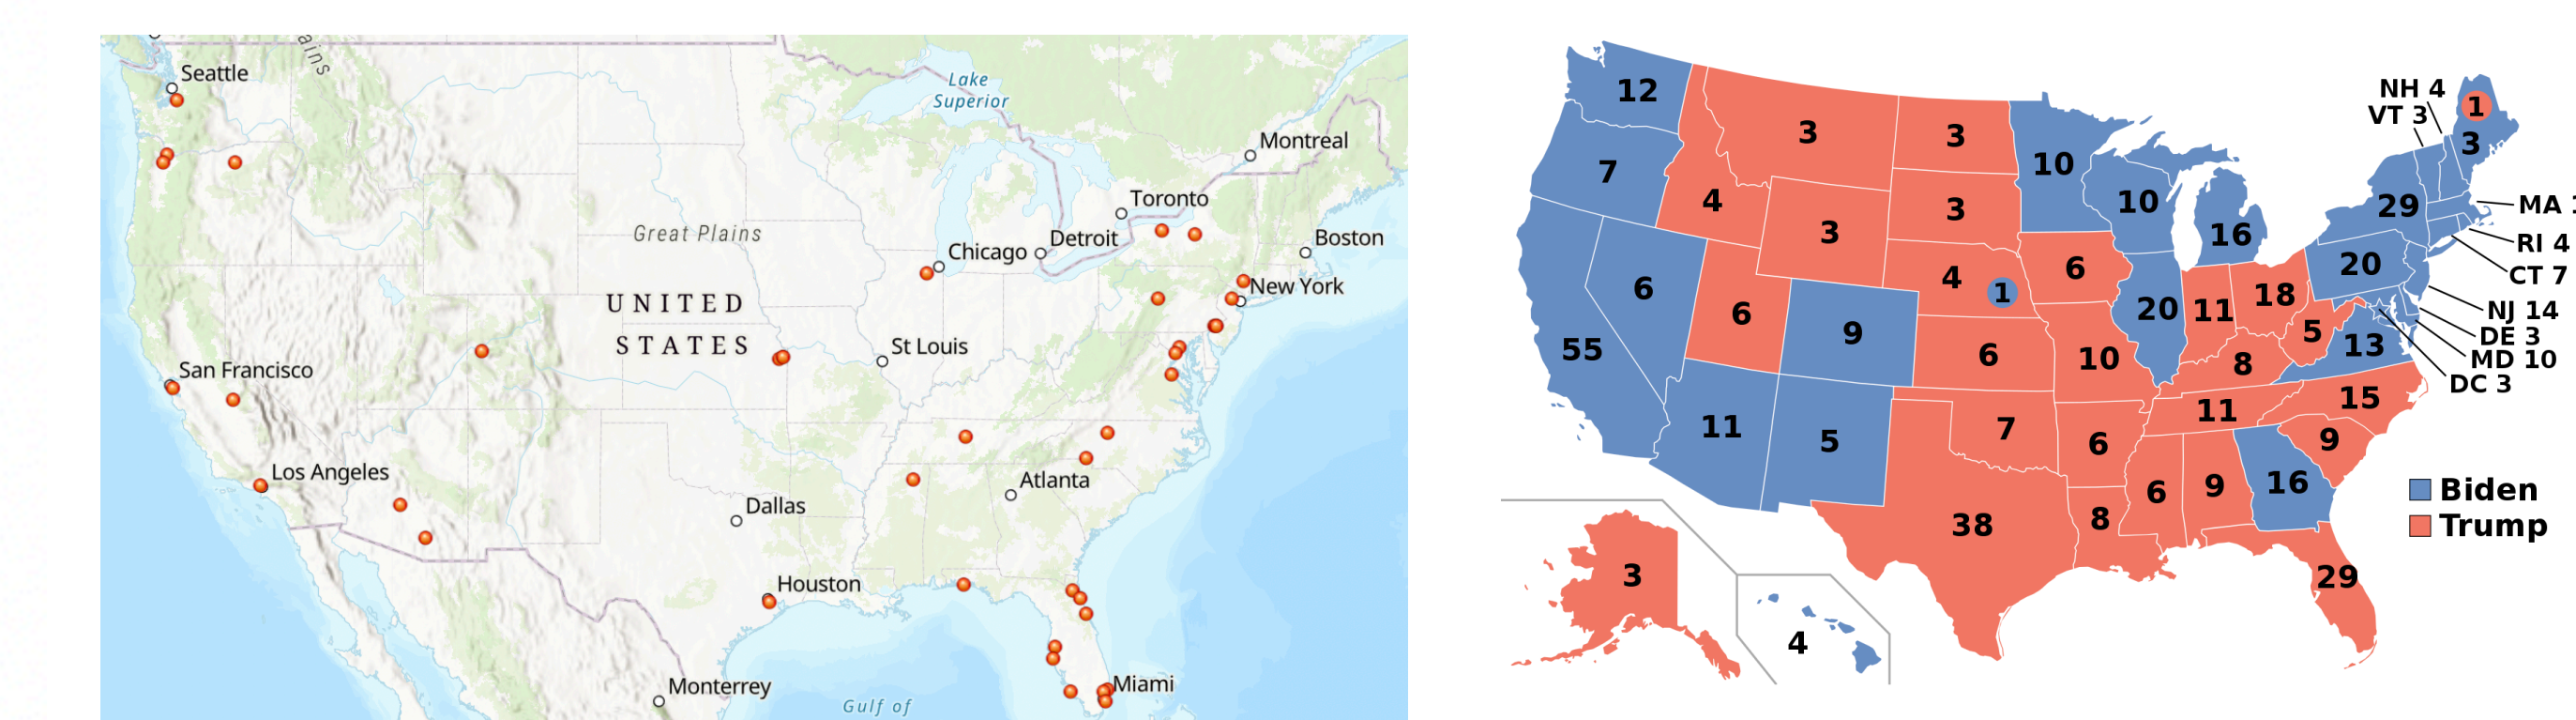 ains
Seattle
Lake
Superior
Montreal
Toronto
Great Plains
Chicago
Detroit
Boston
UNITED
STATES
New York
St Louis
San Francisco
Los Angeles
Atlanta
Dallas
Houston
Monterrey
Miami
Gulf of
12
7
4
3
3
3
3
10
10
16
NH 4
VT 3
1
3
29
MA 1
RI 4
CT 7
NJ 14
DE 3
MD 10
DC 3
20
6
55
6
6
9
4
1
6
20
11
18
5
13
6
10
8
15
11
11
5
7
6
9
38
8
6
9
16
29
3
4
Biden
Trump